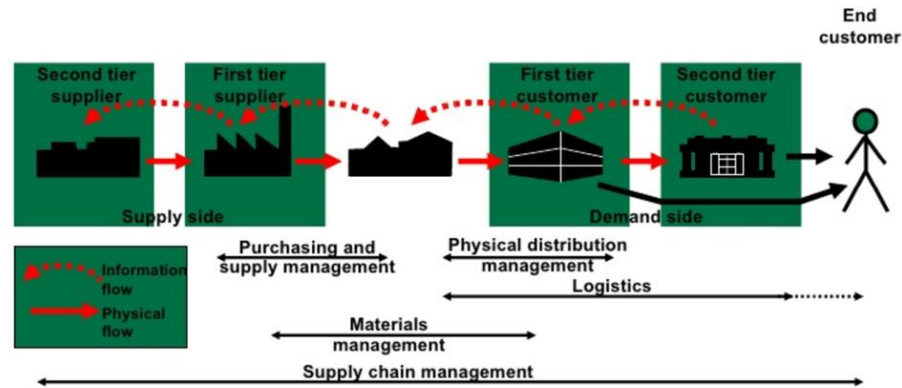 End
customer
Second tier
supplier
First tier
supplier
First tier
customer
Second tier
customer
Supply side
Demand side
Purchasing and
supply management
Physical distribution
management
Information
flow
Physical
flow
Logistics
Materials
management
Supply chain management